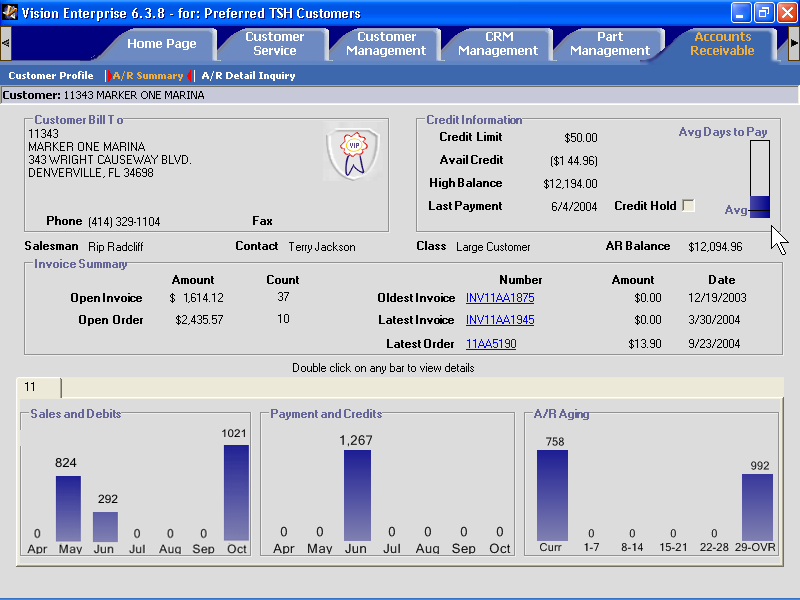 Vision Enterprise 6.3.8 - for: Preferred TSH Customers
Home Page
Customer Service
Customer Management
CRM Management
Part Management
Accounts Receivable
Customer Profile | A/R Summary | A/R Detail Inquiry
Customer: 11343 MARKER ONE MARINA
Customer Bill To
11343
MARKER ONE MARINA
343 WRIGHT CAUSEWAY BLVD.
DENVERVILLE, FL 34698
VIP
Phone (414) 329-1104 Fax
Credit Information
Credit Limit $50.00
Avail Credit ($144.96)
High Balance $12,194.00
Last Payment 6/4/2004 Credit Hold
Avg Days to Pay
Avg
Salesman Rip Radcliff Contact Terry Jackson Class Large Customer AR Balance $12,094.96
Invoice Summary
Amount Count Number Amount Date
Open Invoice $ 1,614.12 37 Oldest Invoice INV11AA1875 $0.00 12/19/2003
Open Order $2,435.57 10 Latest Invoice INV11AA1945 $0.00 3/30/2004
Latest Order 11AA5190 $13.90 9/23/2004
Double click on any bar to view details
11
Sales and Debits
0 824 292 0 0 0 1021
Apr May Jun Jul Aug Sep Oct
Payment and Credits
0 0 1,267 0 0 0 0
Apr May Jun Jul Aug Sep Oct
A/R Aging
758 0 0 0 0 992
Curr 1-7 8-14 15-21 22-28 29-OVR